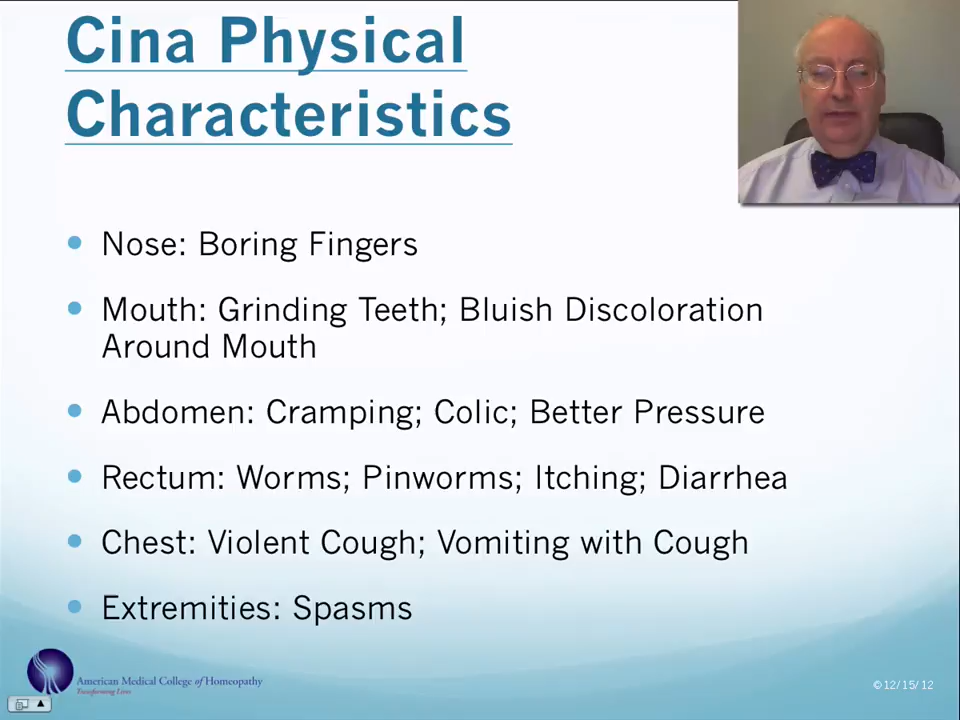 Cina Physical
Characteristics
Nose: Boring Fingers
Mouth: Grinding Teeth; Bluish Discoloration
Around Mouth
Abdomen: Cramping; Colic; Better Pressure
Rectum: Worms; Pinworms; Itching; Diarrhea
Chest: Violent Cough; Vomiting with Cough
Extremities: Spasms
American Medical College of Homeopathy
Transforming Lives
©12/15/12